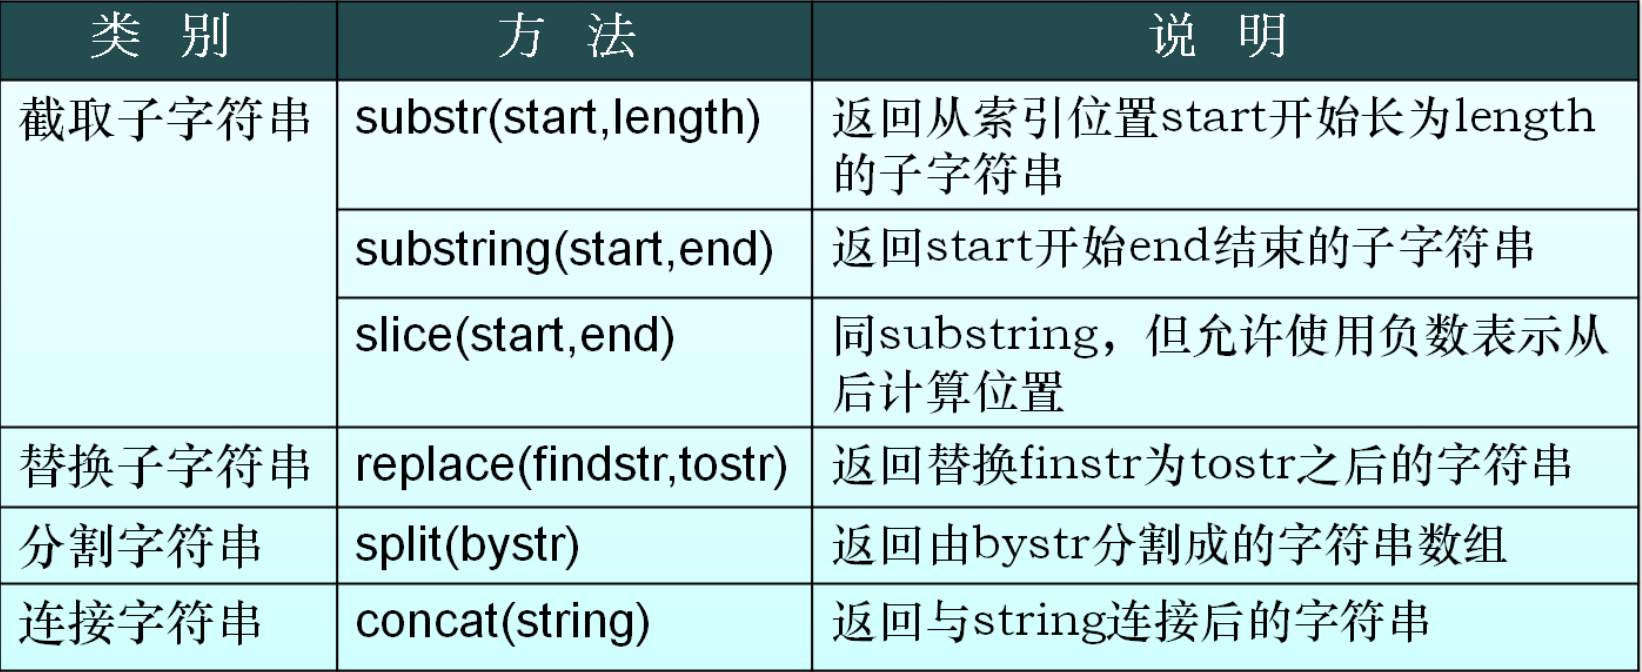 类 别 方 法 说 明
截取子字符串 substr(start,length) 返回从索引位置start开始长为length
的子字符串
substring(start,end) 返回start开始end结束的子字符串
slice(start,end) 同substring，但允许使用负数表示从
后计算位置
替换子字符串 replace(findstr,tostr) 返回替换finstr为tostr之后的字符串
分割字符串 split(bystr) 返回由bystr分割成的字符串数组
连接字符串 concat(string) 返回与string连接后的字符串